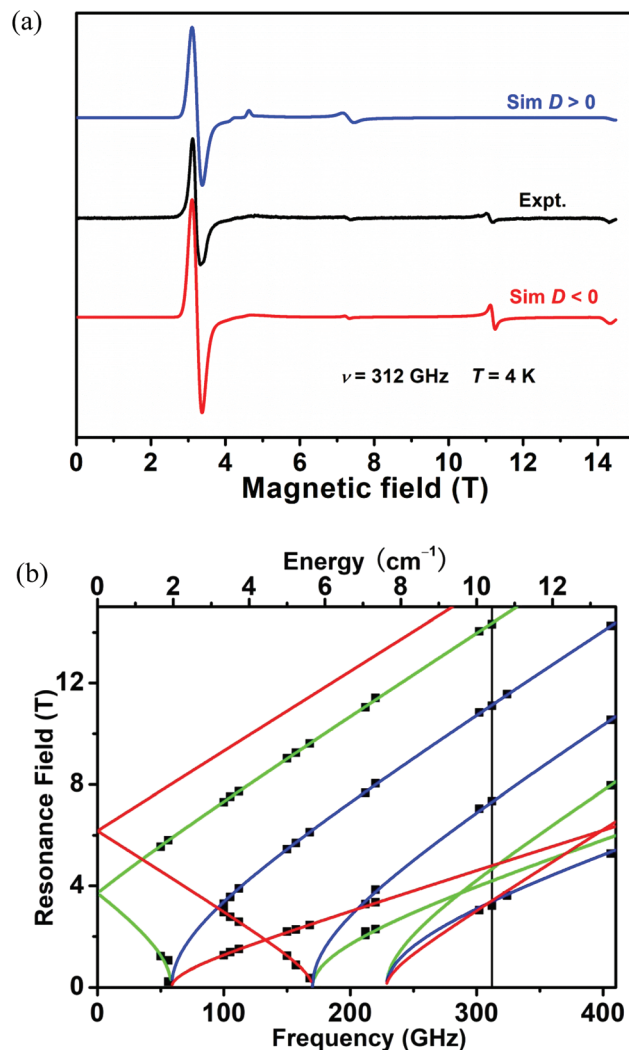 (a)
Sim D > 0
Expt.
Sim D < 0
ν = 312 GHz T = 4 K
0 2 4 6 8 10 12 14
Magnetic field (T)
(b)
Energy (cm⁻¹)
0 2 4 6 8 10 12
12
8
4
0
Resonance Field (T)
0 100 200 300 400
Frequency (GHz)